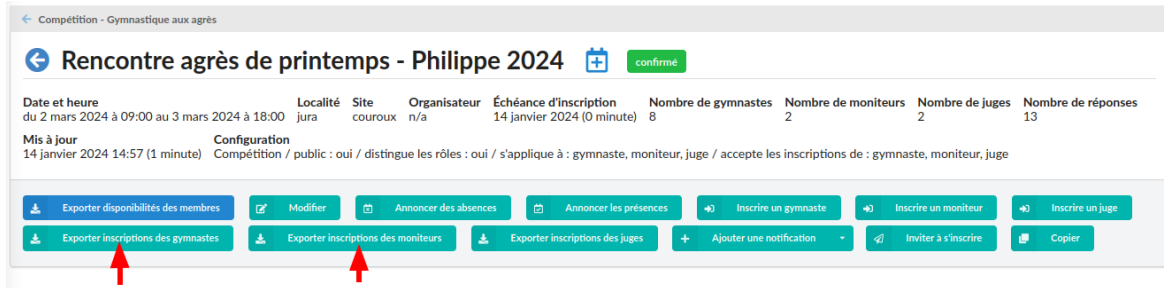 Compétition - Gymnastique aux agrès
Rencontre agrès de printemps - Philippe 2024 confirmé
Date et heure Localité Site Organisateur Échéance d'inscription Nombre de gymnastes Nombre de moniteurs Nombre de juges Nombre de réponses
du 2 mars 2024 à 09:00 au 3 mars 2024 à 18:00 jura couroux n/a 14 janvier 2024 (0 minute) 8 2 2 13
Mis à jour Configuration
14 janvier 2024 14:57 (1 minute) Compétition / public : oui / distingue les rôles : oui / s'applique à : gymnaste, moniteur, juge / accepte les inscriptions de : gymnaste, moniteur, juge
Exporter disponibilités des membres Modifier Annoncer des absences Annoncer les présences Inscrire un gymnaste Inscrire un moniteur Inscrire un juge
Exporter inscriptions des gymnastes Exporter inscriptions des moniteurs Exporter inscriptions des juges Ajouter une notification Inviter à s'inscrire Copier